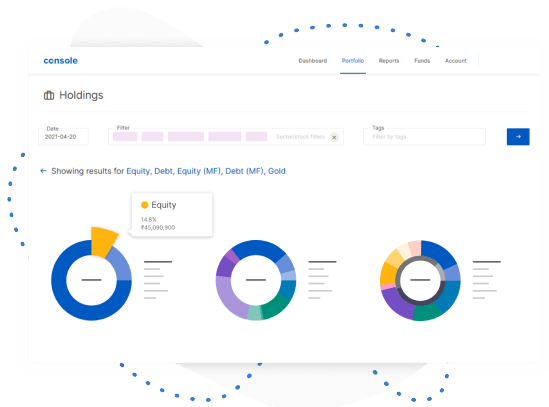 console
Dashboard Portfolio Reports Funds Account
Holdings
Date Filter Tags
2021-04-20 Sector/stock filters x Filter by tags
← Showing results for Equity, Debt, Equity (MF), Debt (MF), Gold
Equity
14.8%
₹45,090,900